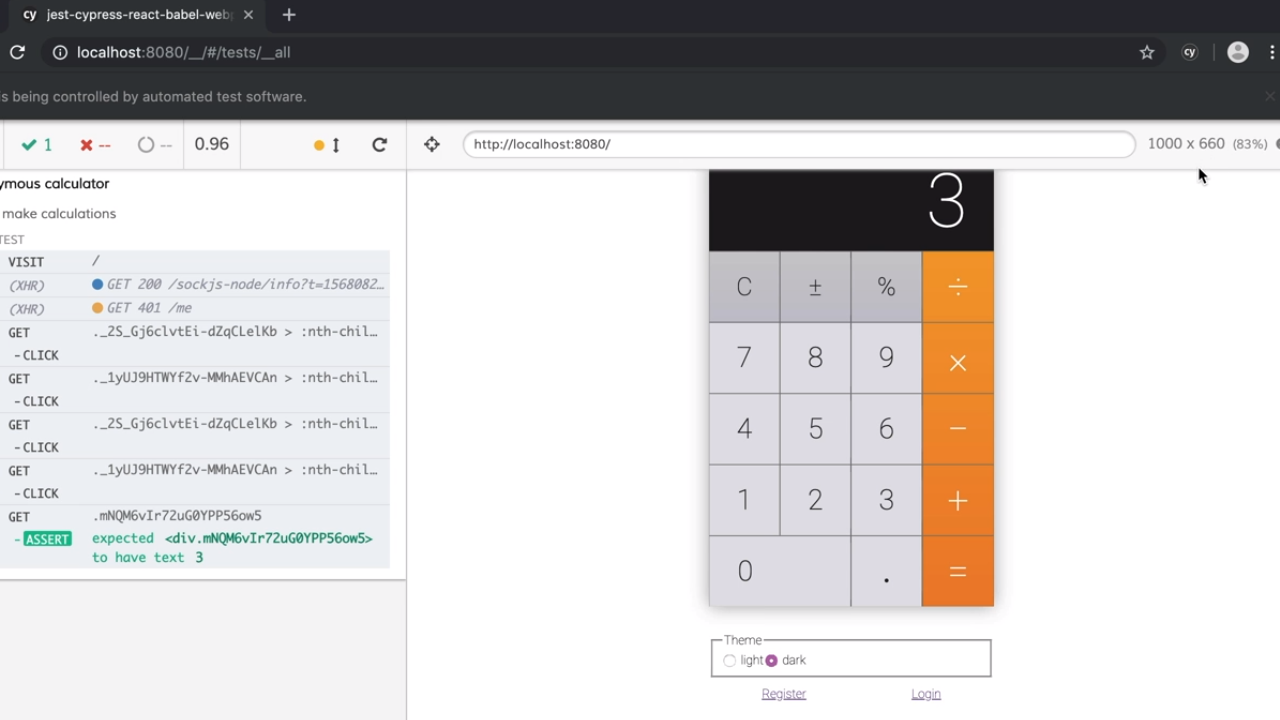 cy jest-cypress-react-babel-web
localhost:8080/__/#/tests/__all
cy
s being controlled by automated test software.
1 -- -- 0.96
http://localhost:8080/
1000 x 660 (83%)
ymous calculator
make calculations
TEST
VISIT /
(XHR) GET 200 /sockjs-node/info?t=1568082…
(XHR) GET 401 /me
GET ._2S_Gj6clvtEi-dZqCLelKb > :nth-chil…
-CLICK
GET ._1yUJ9HTWYf2v-MMhAEVCAn > :nth-chil…
-CLICK
GET ._2S_Gj6clvtEi-dZqCLelKb > :nth-chil…
-CLICK
GET ._1yUJ9HTWYf2v-MMhAEVCAn > :nth-chil…
-CLICK
GET .mNQM6vIr72uG0YPP56ow5
-ASSERT expected <div.mNQM6vIr72uG0YPP56ow5>
to have text 3
3
C ± % ÷
7 8 9 ×
4 5 6 −
1 2 3 +
0 . =
Theme
light dark
Register Login